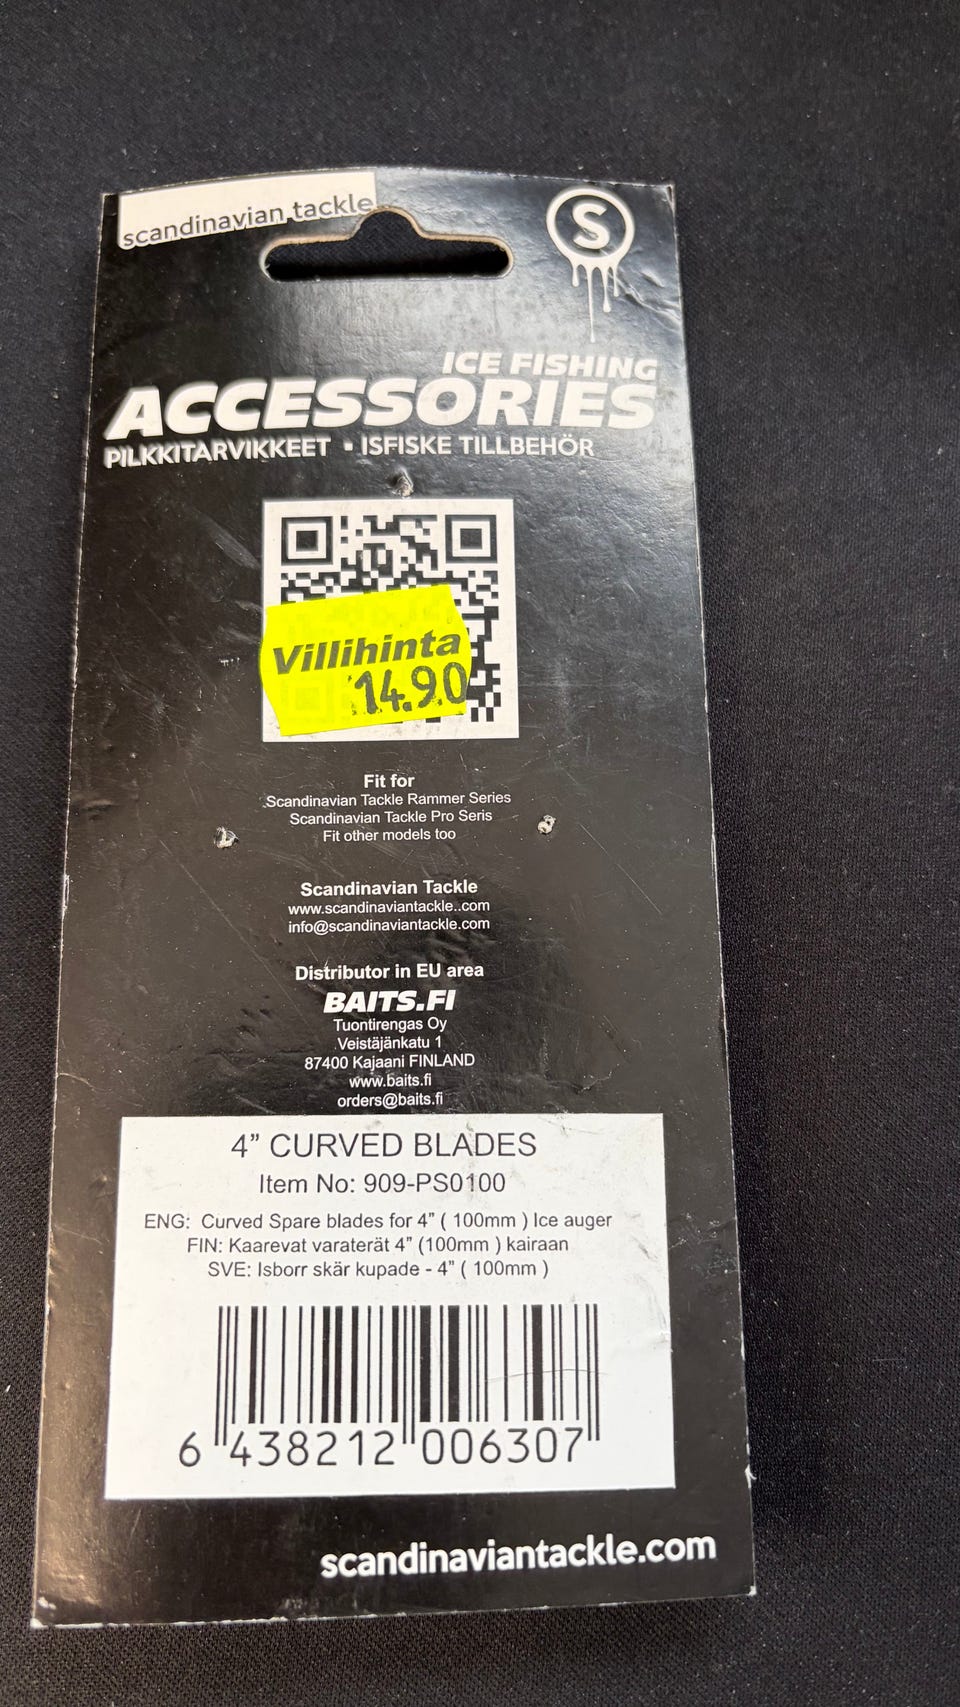 scandinavian tackle
S
ICE FISHING
ACCESSORIES
PILKKITARVIKKEET ▪ ISFISKE TILLBEHÖR
Villihinta
14.90
Fit for
Scandinavian Tackle Rammer Series
Scandinavian Tackle Pro Seris
Fit other models too
Scandinavian Tackle
www.scandinaviantackle..com
info@scandinaviantackle.com
Distributor in EU area
BAITS.FI
Tuontirengas Oy
Veistäjänkatu 1
87400 Kajaani FINLAND
www.baits.fi
orders@baits.fi
4” CURVED BLADES
Item No: 909-PS0100
ENG: Curved Spare blades for 4” ( 100mm ) Ice auger
FIN: Kaarevat varaterät 4” (100mm ) kairaan
SVE: Isborr skär kupade - 4” ( 100mm )
6 438212 006307
scandinaviantackle.com